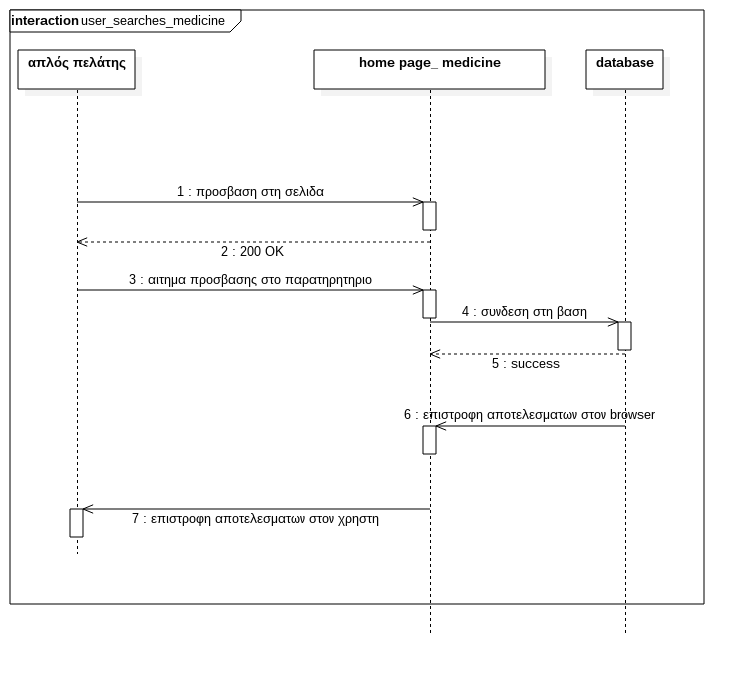 interaction user_searches_medicine
απλός πελάτης
home page_ medicine
database
1 : προσβαση στη σελιδα
2 : 200 OK
3 : αιτημα προσβασης στο παρατηρητηριο
4 : συνδεση στη βαση
5 : success
6 : επιστροφη αποτελεσματων στον browser
7 : επιστροφη αποτελεσματων στον χρηστη